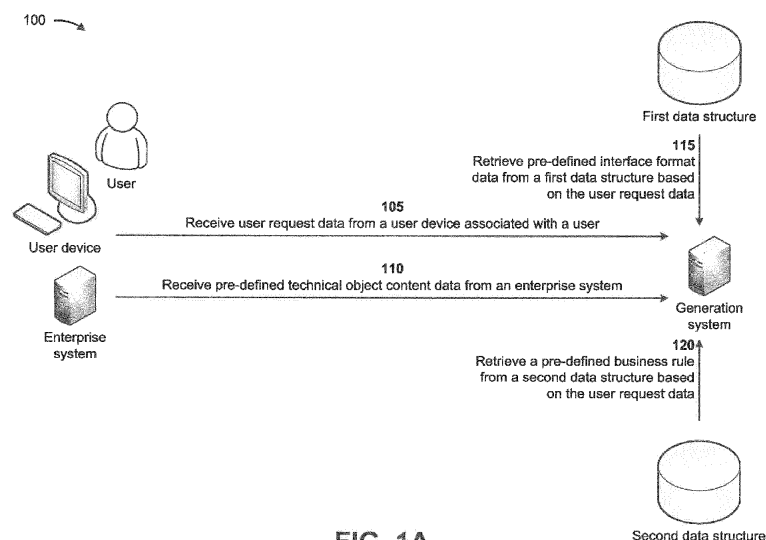 100
First data structure
115
Retrieve pre-defined interface format
data from a first data structure based
on the user request data
User
105
Receive user request data from a user device associated with a user
User device
110
Receive pre-defined technical object content data from an enterprise system
Generation
system
Enterprise
system
120
Retrieve a pre-defined business rule
from a second data structure based
on the user request data
FIG. 1A
Second data structure